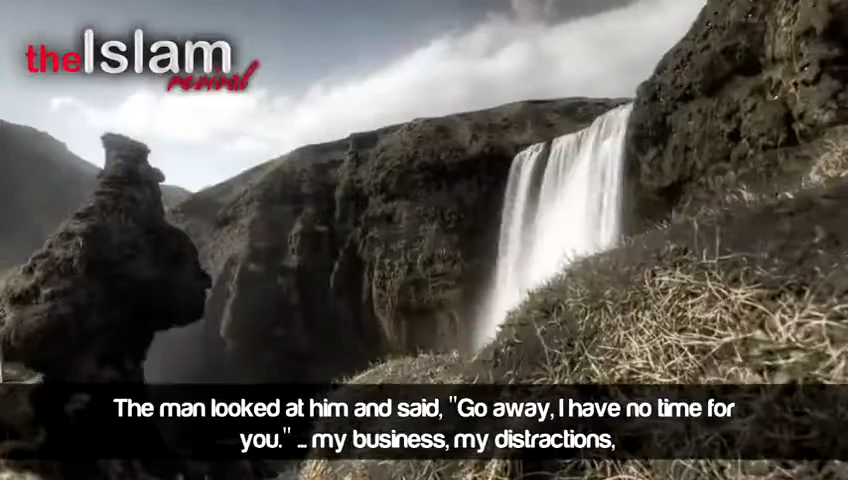 theIslam
revival
The man looked at him and said, "Go away, I have no time for
you." ... my business, my distractions,